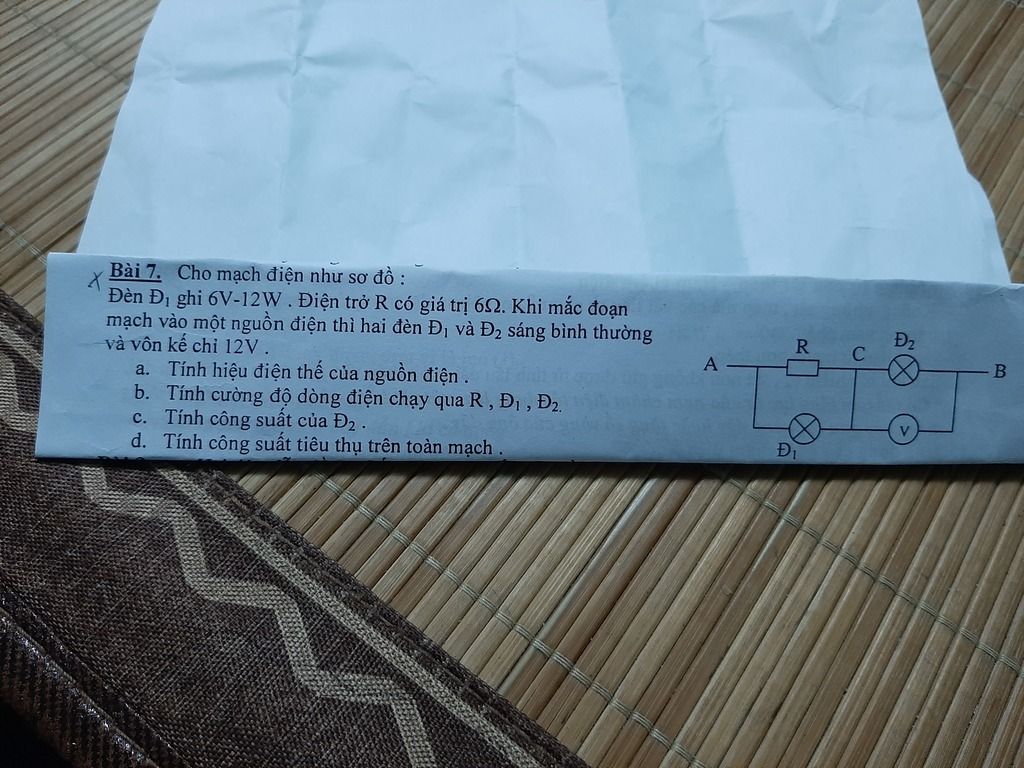 Bài 7. Cho mạch điện như sơ đồ :
Đèn Đ1 ghi 6V-12W . Điện trở R có giá trị 6Ω. Khi mắc đoạn
mạch vào một nguồn điện thì hai đèn Đ1 và Đ2 sáng bình thường
và vôn kế chỉ 12V .
a. Tính hiệu điện thế của nguồn điện .
b. Tính cường độ dòng điện chạy qua R , Đ1 , Đ2.
c. Tính công suất của Đ2 .
d. Tính công suất tiêu thụ trên toàn mạch .
A
R
C
Đ2
B
Đ1
V